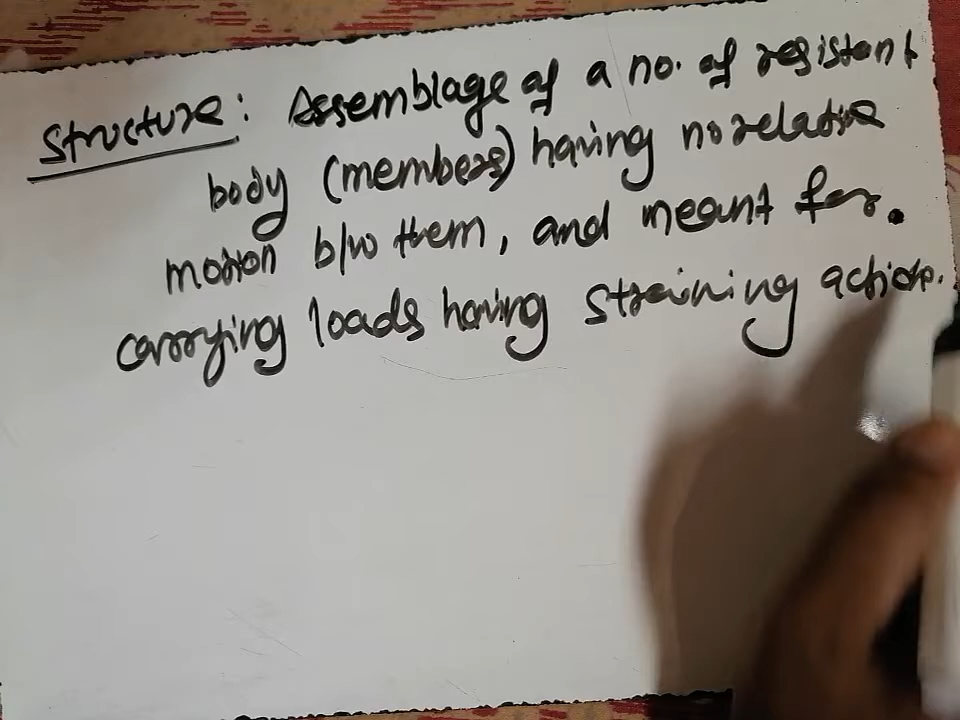 Structure: Assemblage of a no. of resistant
body (members) having no relative
motion b/w them, and meant for.
carrying loads having straining action.